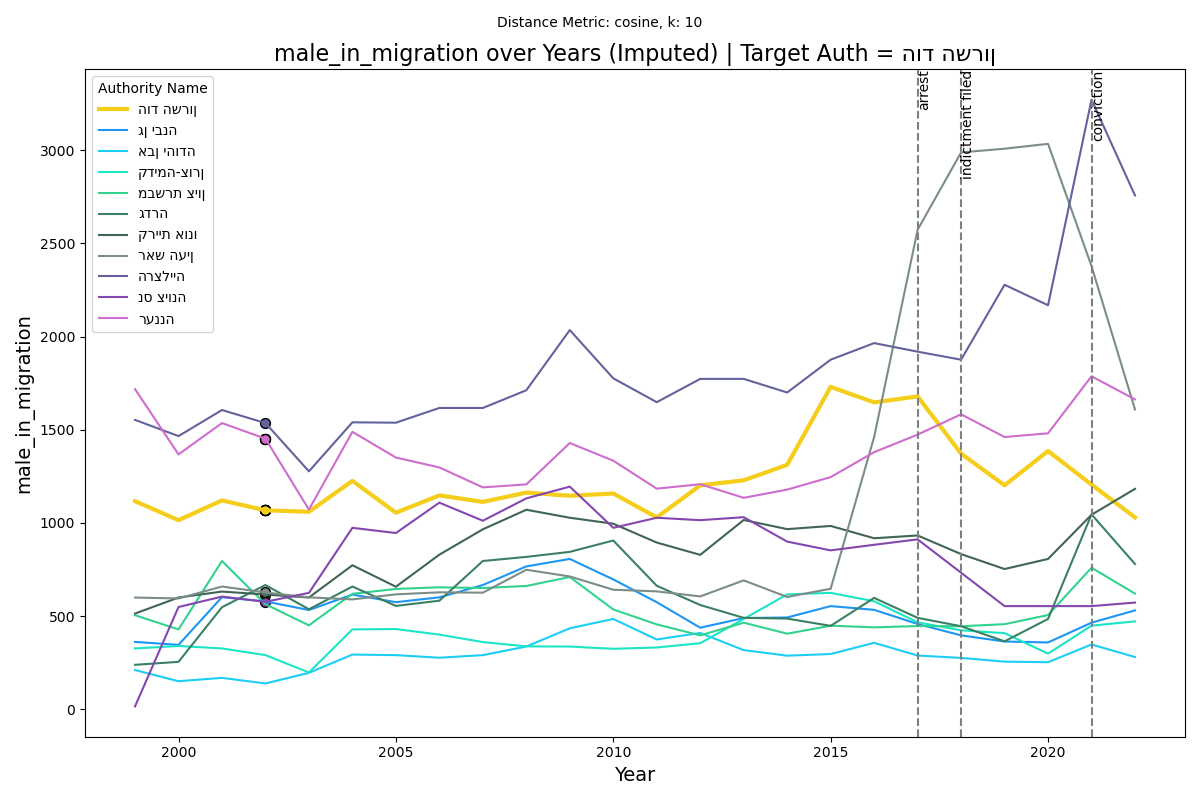 Distance Metric: cosine, k: 10
male_in_migration over Years (Imputed) | Target Auth = הוד השרון
Authority Name
הוד השרון
גן יבנה
אבן יהודה
קדימה-צורן
מבשרת ציון
גדרה
קריית אונו
ראש העין
הרצלייה
נס ציונה
רעננה
arrest
indictment filed
conviction
male_in_migration
3000
2500
2000
1500
1000
500
0
2000
2005
2010
2015
2020
Year